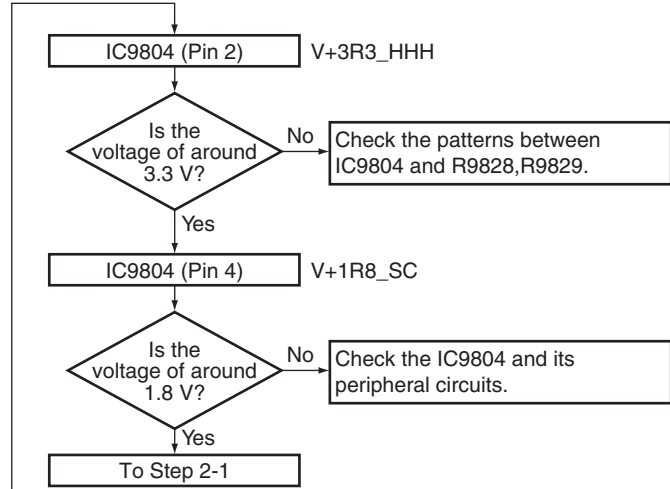 IC9804 (Pin 2)
V+3R3_HHH
Is the
voltage of around
3.3 V?
No
Check the patterns between
IC9804 and R9828,R9829.
Yes
IC9804 (Pin 4)
V+1R8_SC
Is the
voltage of around
1.8 V?
No
Check the IC9804 and its
peripheral circuits.
Yes
To Step 2-1